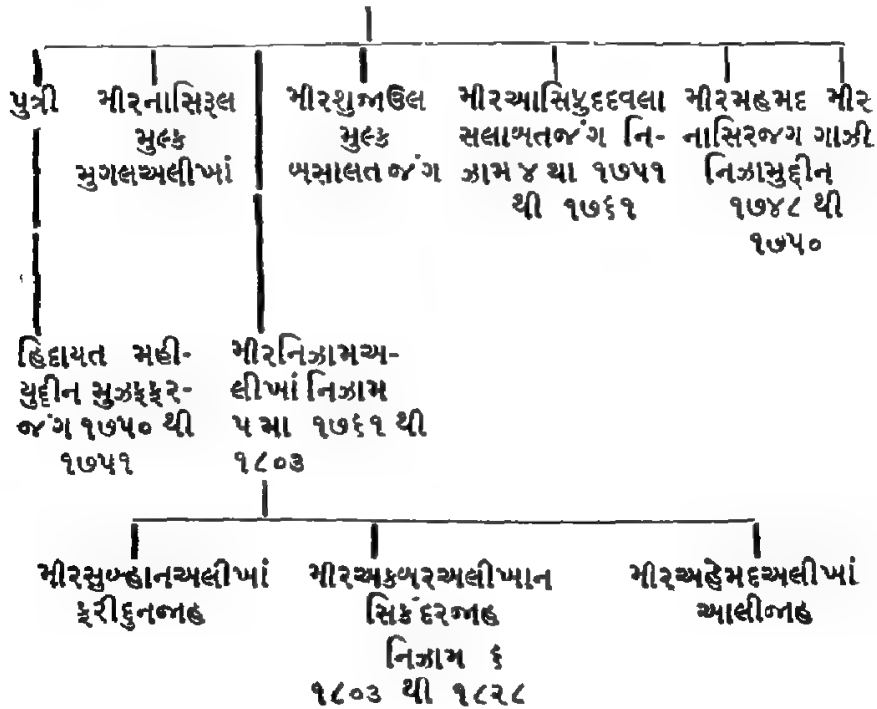 પુત્રી
મીરનાસિરૂલ
મુલ્ક
મુગલઅલીખાં
મીરશુજાઉલ
મુલ્ક
બસાલતજંગ
મીરઆસિફુદદવલા
સલાબતજંગ નિ-
ઝામ ૪ થા ૧૭૫૧
થી ૧૭૬૧
મીરમહમદ
નાસિરજગ
નિઝામુદ્દીન
૧૭૪૮ થી
૧૭૫૦
મીર
ગાઝી
હિદાયત મહી-
યુદ્દીન મુઝફ્ફર-
જંગ ૧૭૫૦ થી
૧૭૫૧
મીરનિઝામઅ-
લીખાં નિઝામ
૫ મા ૧૭૬૧ થી
૧૮૦૩
મીરસુબ્હાનઅલીખાં
ફરીદુનજાહ
મીરઅકબરઅલીખાન
સિકંદરજાહ
નિઝામ ૬
૧૮૦૩ થી ૧૮૨૮
મીરઅહેમદઅલીખાં
આલીજાહ